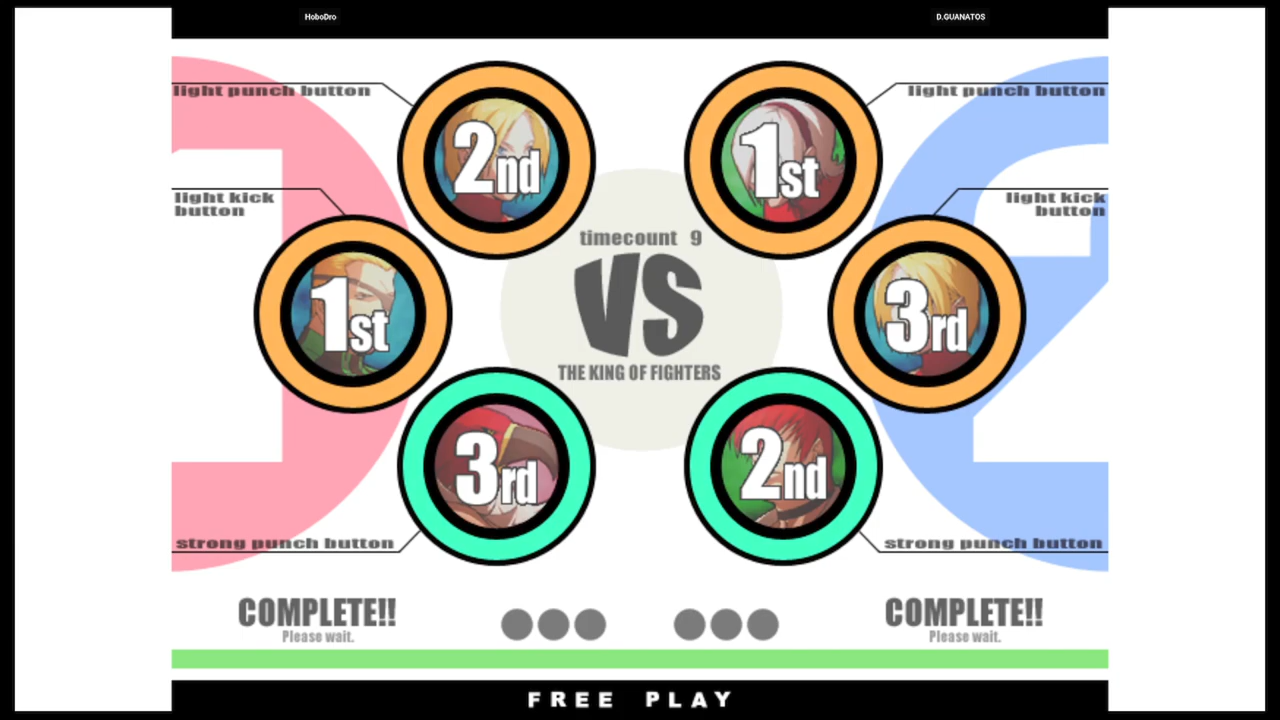 HoboDro
D.GUANATOS
light punch button
light punch button
2nd
1st
light kick
button
light kick
button
timecount 9
VS
THE KING OF FIGHTERS
1st
3rd
3rd
2nd
strong punch button
strong punch button
COMPLETE!!
Please wait.
COMPLETE!!
Please wait.
1
2
FREE PLAY